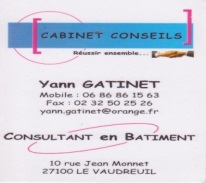 CABINET CONSEILS
Réussir ensemble...
Yann GATINET
Mobile : 06 86 86 15 63
Fax : 02 32 50 25 26
yann.gatinet@orange.fr
CONSULTANT en BATIMENT
10 rue Jean Monnet
27100 LE VAUDREUIL